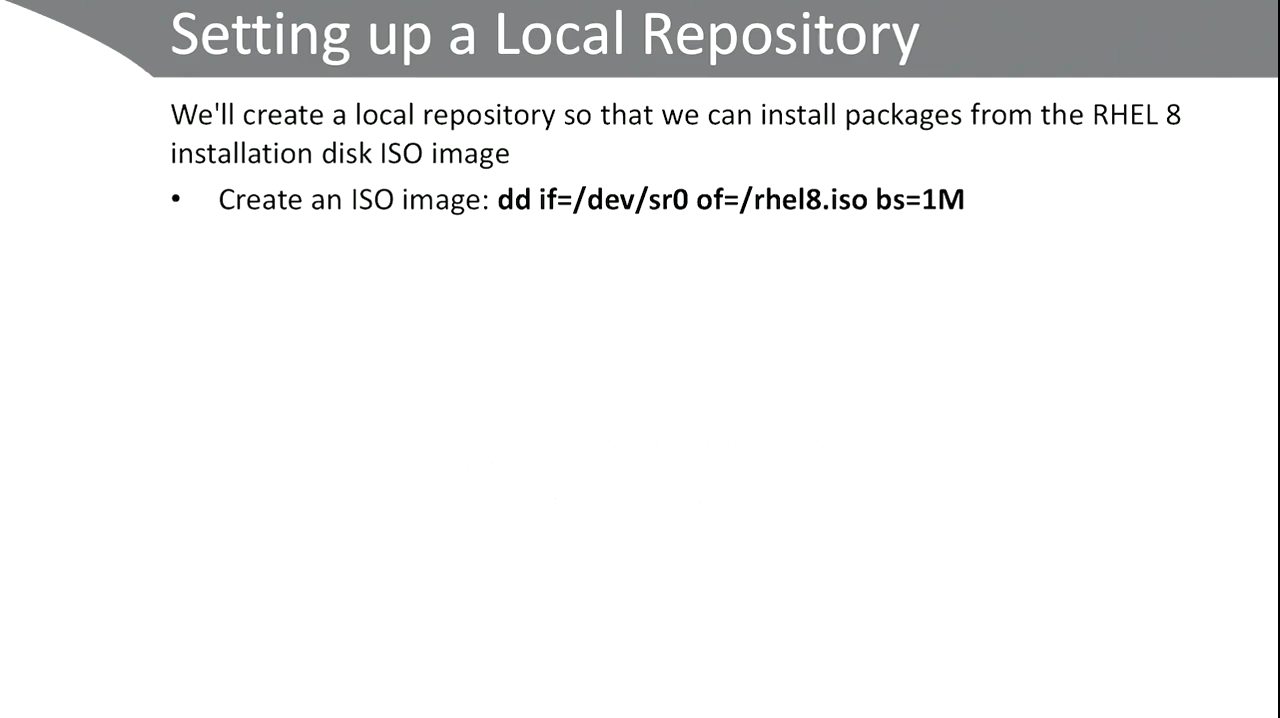 Setting up a Local Repository
We'll create a local repository so that we can install packages from the RHEL 8
installation disk ISO image
• Create an ISO image: dd if=/dev/sr0 of=/rhel8.iso bs=1M